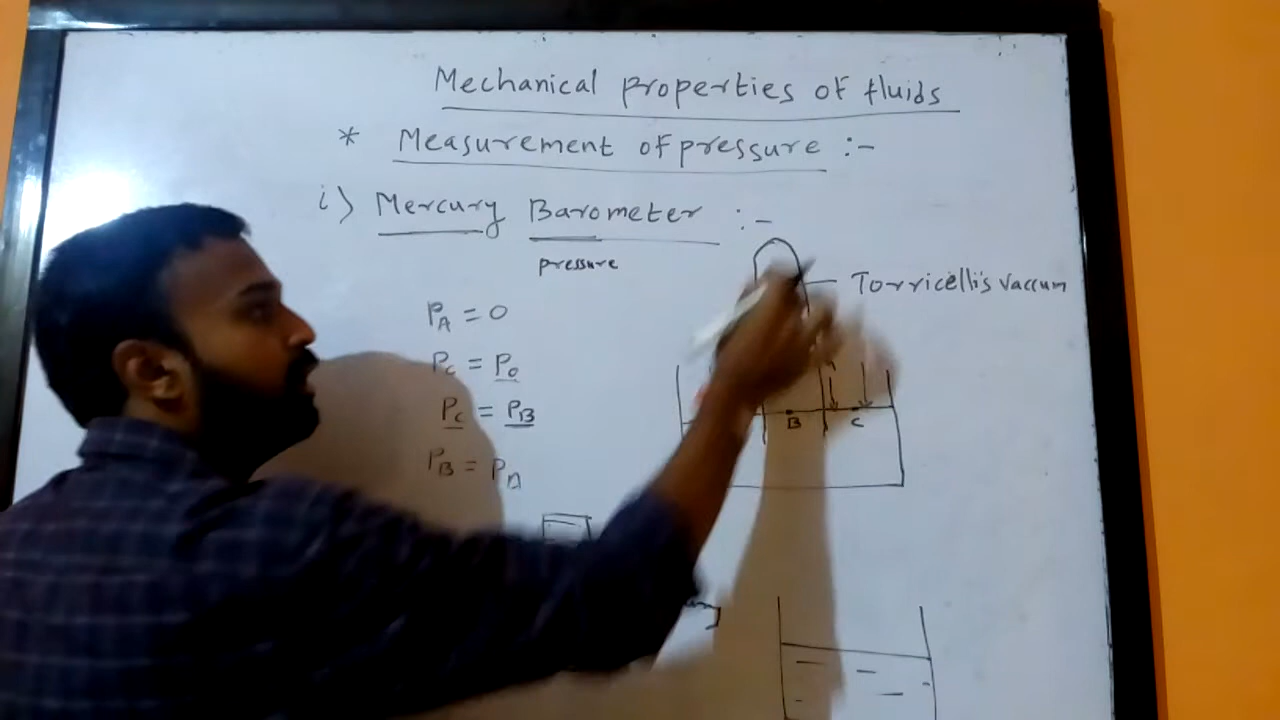 Mechanical properties of fluids
* Measurement of pressure :-
i) Mercury Barometer :-
pressure
Torricelli's Vaccum
P_A = 0
P_C = P_0
P_C = P_B
P_B = P_A
B C